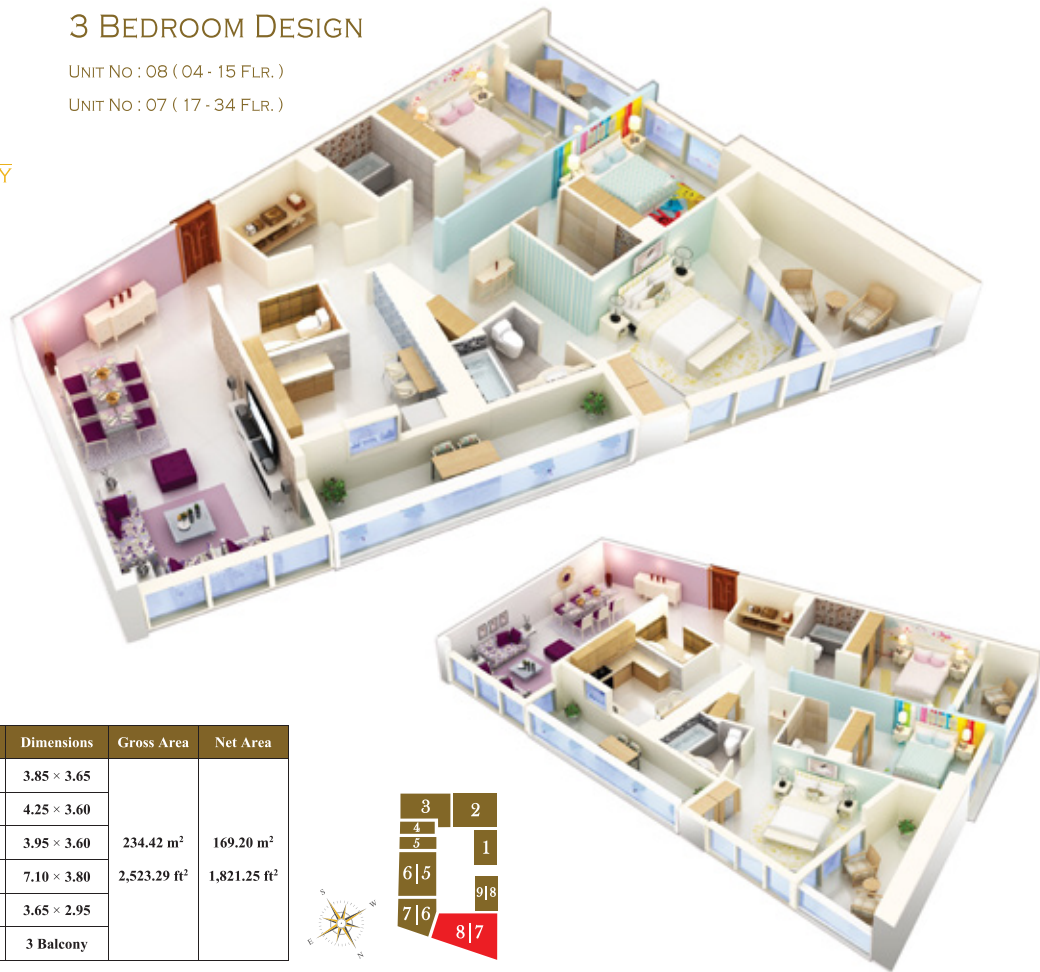 3 Bedroom Design
Unit No : 08 ( 04 - 15 Flr. )
Unit No : 07 ( 17 - 34 Flr. )
Y
Dimensions Gross Area Net Area
3.85 × 3.65
4.25 × 3.60
3.95 × 3.60
7.10 × 3.80
3.65 × 2.95
3 Balcony
234.42 m² 169.20 m²
2,523.29 ft² 1,821.25 ft²
3 2
4
5
1
6|5
9|8
7|6
8|7
S
W
E
N